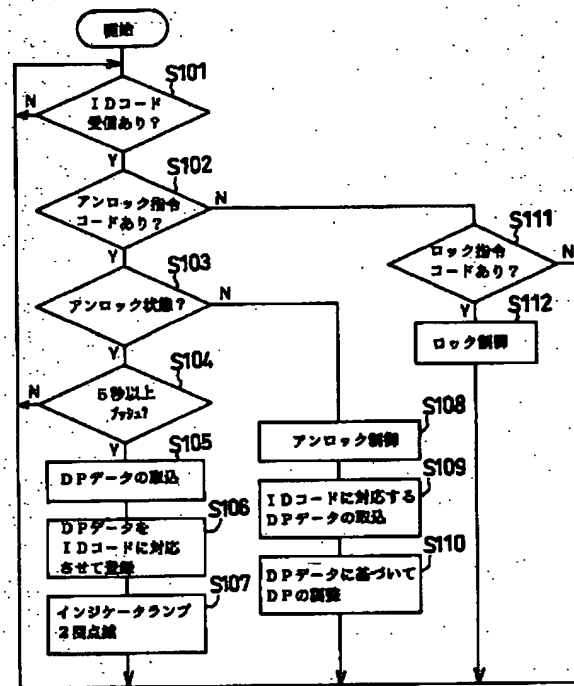 開始
S101
IDコード
受信あり?
N
Y
S102
アンロック指令
コードあり?
N
Y
S103
アンロック状態?
N
Y
S104
5秒以上
プッシュ?
N
Y
S105
DPデータの取込
S106
DPデータを
IDコードに対応
させて登録
S107
インジケータランプ
2回点滅
S108
アンロック制御
S109
IDコードに対応する
DPデータの取込
S110
DPデータに基づいて
DPの調整
S111
ロック指令
コードあり?
N
Y
S112
ロック制御